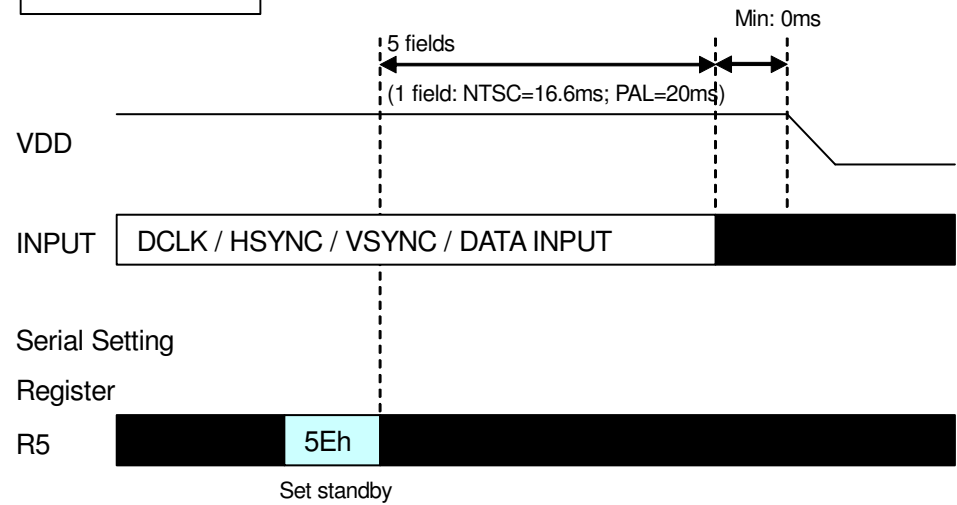 Min: 0ms
5 fields
(1 field: NTSC=16.6ms; PAL=20ms)
VDD
INPUT
DCLK / HSYNC / VSYNC / DATA INPUT
Serial Setting
Register
R5
5Eh
Set standby